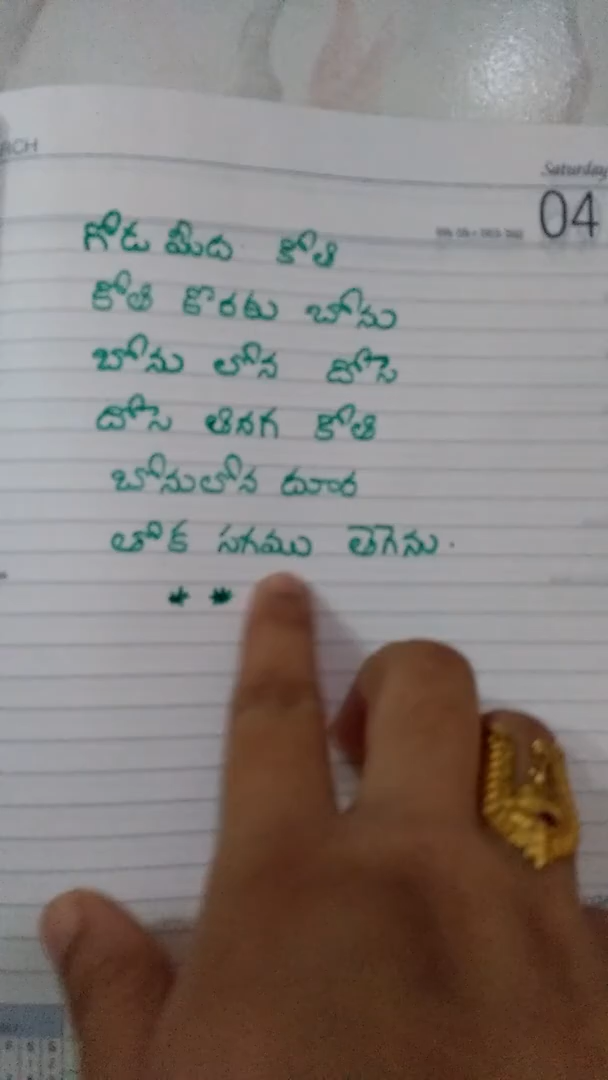 RCH
Saturday
04
గోడ మీద కోతి
కోతి కొరకు బోను
బోను లోన దోసె
దోసె తినగ కోతి
బోనులోన దూర
తోక సగము తెగెను.
* *